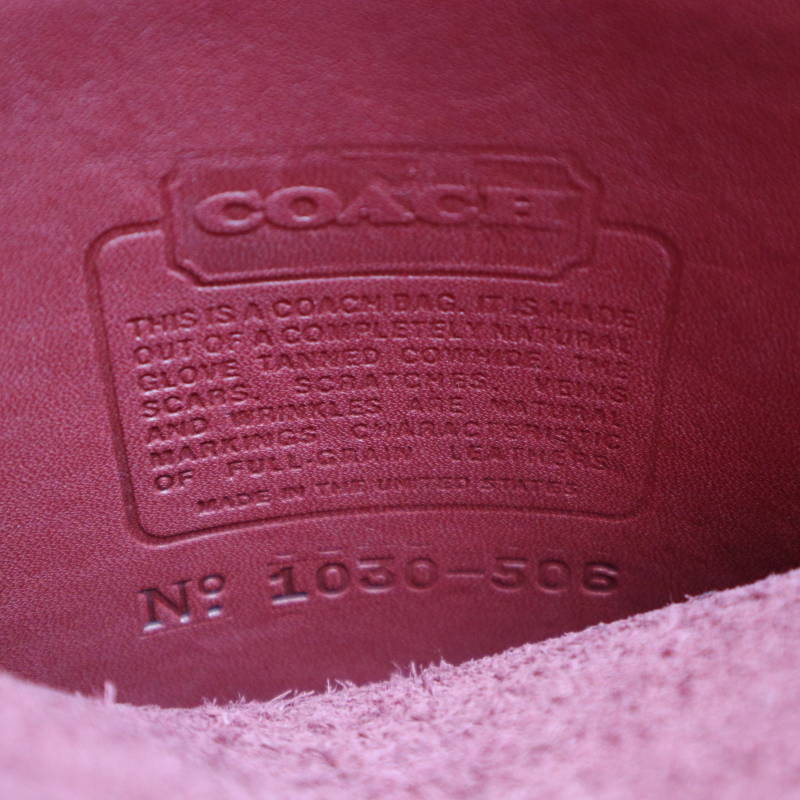 COACH
THIS IS A COACH BAG. IT IS MADE
OUT OF A COMPLETELY NATURAL
GLOVE TANNED COWHIDE, THE
SCARS, SCRATCHES, VEINS
AND WRINKLES ARE NATURAL
MARKINGS CHARACTERISTIC
OF FULL-GRAIN LEATHERS.
MADE IN THE UNITED STATES
No: 1030-506